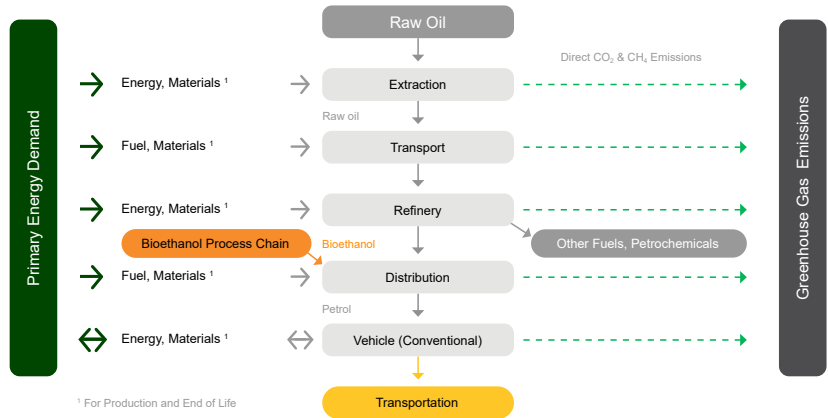 Raw Oil
Direct CO₂ & CH₄ Emissions
Energy, Materials ¹
Extraction
Raw oil
Fuel, Materials ¹
Transport
Energy, Materials ¹
Refinery
Bioethanol Process Chain
Bioethanol
Other Fuels, Petrochemicals
Fuel, Materials ¹
Distribution
Petrol
Energy, Materials ¹
Vehicle (Conventional)
Transportation
¹ For Production and End of Life
Primary Energy Demand
Greenhouse Gas Emissions